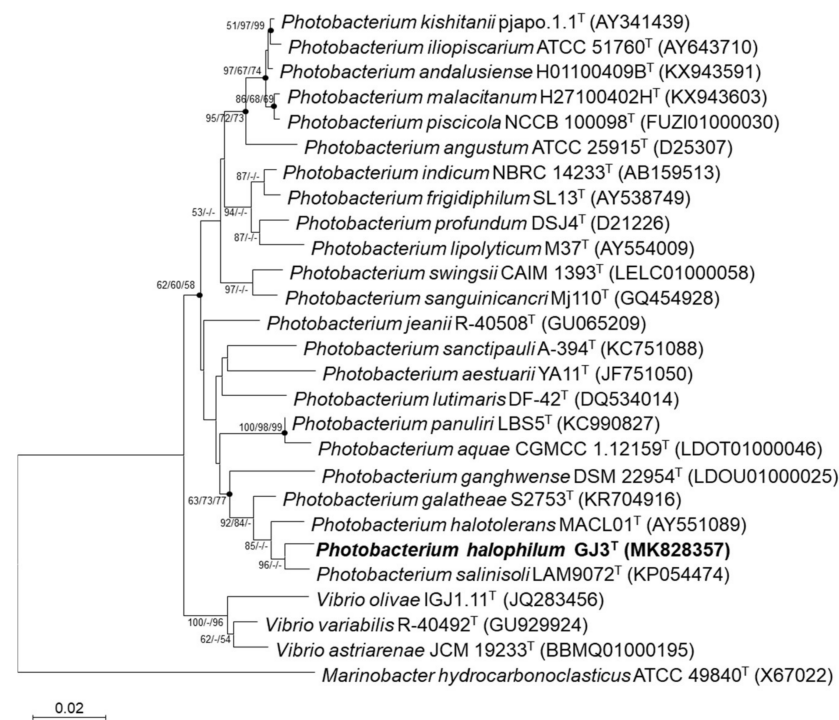 51/97/99
Photobacterium kishitanii pjapo.1.1ᵀ (AY341439)
Photobacterium iliopiscarium ATCC 51760ᵀ (AY643710)
97/67/74
Photobacterium andalusiense H01100409Bᵀ (KX943591)
86/68/69
Photobacterium malacitanum H27100402Hᵀ (KX943603)
95/72/73
Photobacterium piscicola NCCB 100098ᵀ (FUZI01000030)
Photobacterium angustum ATCC 25915ᵀ (D25307)
87/-/-
Photobacterium indicum NBRC 14233ᵀ (AB159513)
Photobacterium frigidiphilum SL13ᵀ (AY538749)
53/-/-
94/-/-
Photobacterium profundum DSJ4ᵀ (D21226)
87/-/-
Photobacterium lipolyticum M37ᵀ (AY554009)
Photobacterium swingsii CAIM 1393ᵀ (LELC01000058)
62/60/58
97/-/-
Photobacterium sanguinicancri Mj110ᵀ (GQ454928)
Photobacterium jeanii R-40508ᵀ (GU065209)
Photobacterium sanctipauli A-394ᵀ (KC751088)
Photobacterium aestuarii YA11ᵀ (JF751050)
Photobacterium lutimaris DF-42ᵀ (DQ534014)
100/98/99
Photobacterium panuliri LBS5ᵀ (KC990827)
Photobacterium aquae CGMCC 1.12159ᵀ (LDOT01000046)
Photobacterium ganghwense DSM 22954ᵀ (LDOU01000025)
63/73/77
Photobacterium galatheae S2753ᵀ (KR704916)
92/84/-
Photobacterium halotolerans MACL01ᵀ (AY551089)
85/-/-
Photobacterium halophilum GJ3ᵀ (MK828357)
96/-/-
Photobacterium salinisoli LAM9072ᵀ (KP054474)
Vibrio olivae IGJ1.11ᵀ (JQ283456)
100/-/96
Vibrio variabilis R-40492ᵀ (GU929924)
62/-/54
Vibrio astriarenae JCM 19233ᵀ (BBMQ01000195)
Marinobacter hydrocarbonoclasticus ATCC 49840ᵀ (X67022)
0.02